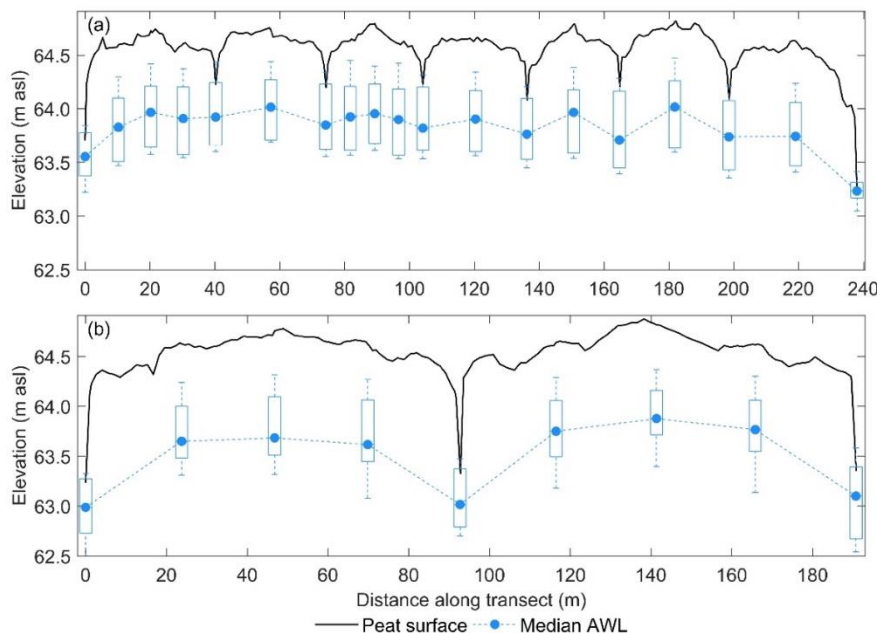 (a)
Elevation (m asl)
64.5
64.0
63.5
63.0
62.5
0 20 40 60 80 100 120 140 160 180 200 220 240
(b)
Elevation (m asl)
64.5
64.0
63.5
63.0
62.5
0 20 40 60 80 100 120 140 160 180
Distance along transect (m)
Peat surface Median AWL